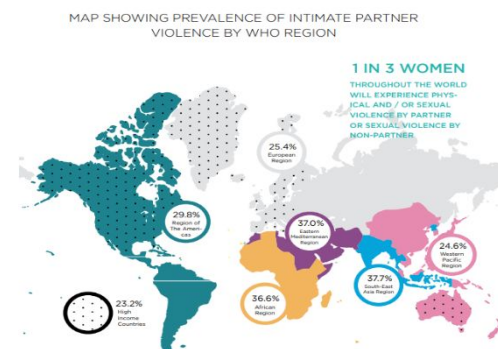 MAP SHOWING PREVALENCE OF INTIMATE PARTNER
VIOLENCE BY WHO REGION
1 IN 3 WOMEN
THROUGHOUT THE WORLD
WILL EXPERIENCE PHYS-
ICAL AND / OR SEXUAL
VIOLENCE BY PARTNER
OR SEXUAL VIOLENCE BY
NON-PARTNER
25.4%
European
Region
29.8%
Region of
The Ameri-
cas
37.0%
Eastern
Mediterranean
Region
24.6%
Western
Pacific
Region
37.7%
South-East
Asia Region
36.6%
African
Region
23.2%
High
Income
Countries